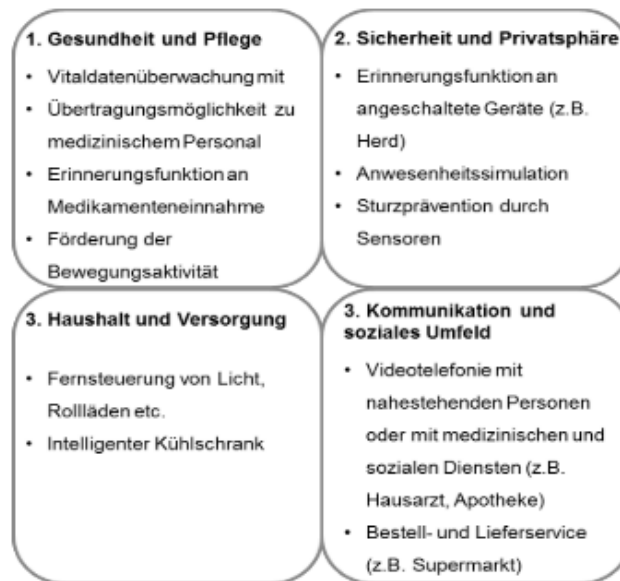 1. Gesundheit und Pflege
• Vitaldatenüberwachung mit
• Übertragungsmöglichkeit zu
medizinischem Personal
• Erinnerungsfunktion an
Medikamenteneinnahme
• Förderung der
Bewegungsaktivität
2. Sicherheit und Privatsphäre
• Erinnerungsfunktion an
angeschaltete Geräte (z.B.
Herd)
• Anwesenheitssimulation
• Sturzprävention durch
Sensoren
3. Haushalt und Versorgung
• Fernsteuerung von Licht,
Rollläden etc.
• Intelligenter Kühlschrank
3. Kommunikation und
soziales Umfeld
• Videotelefonie mit
nahestehenden Personen
oder mit medizinischen und
sozialen Diensten (z.B.
Hausarzt, Apotheke)
• Bestell- und Lieferservice
(z.B. Supermarkt)